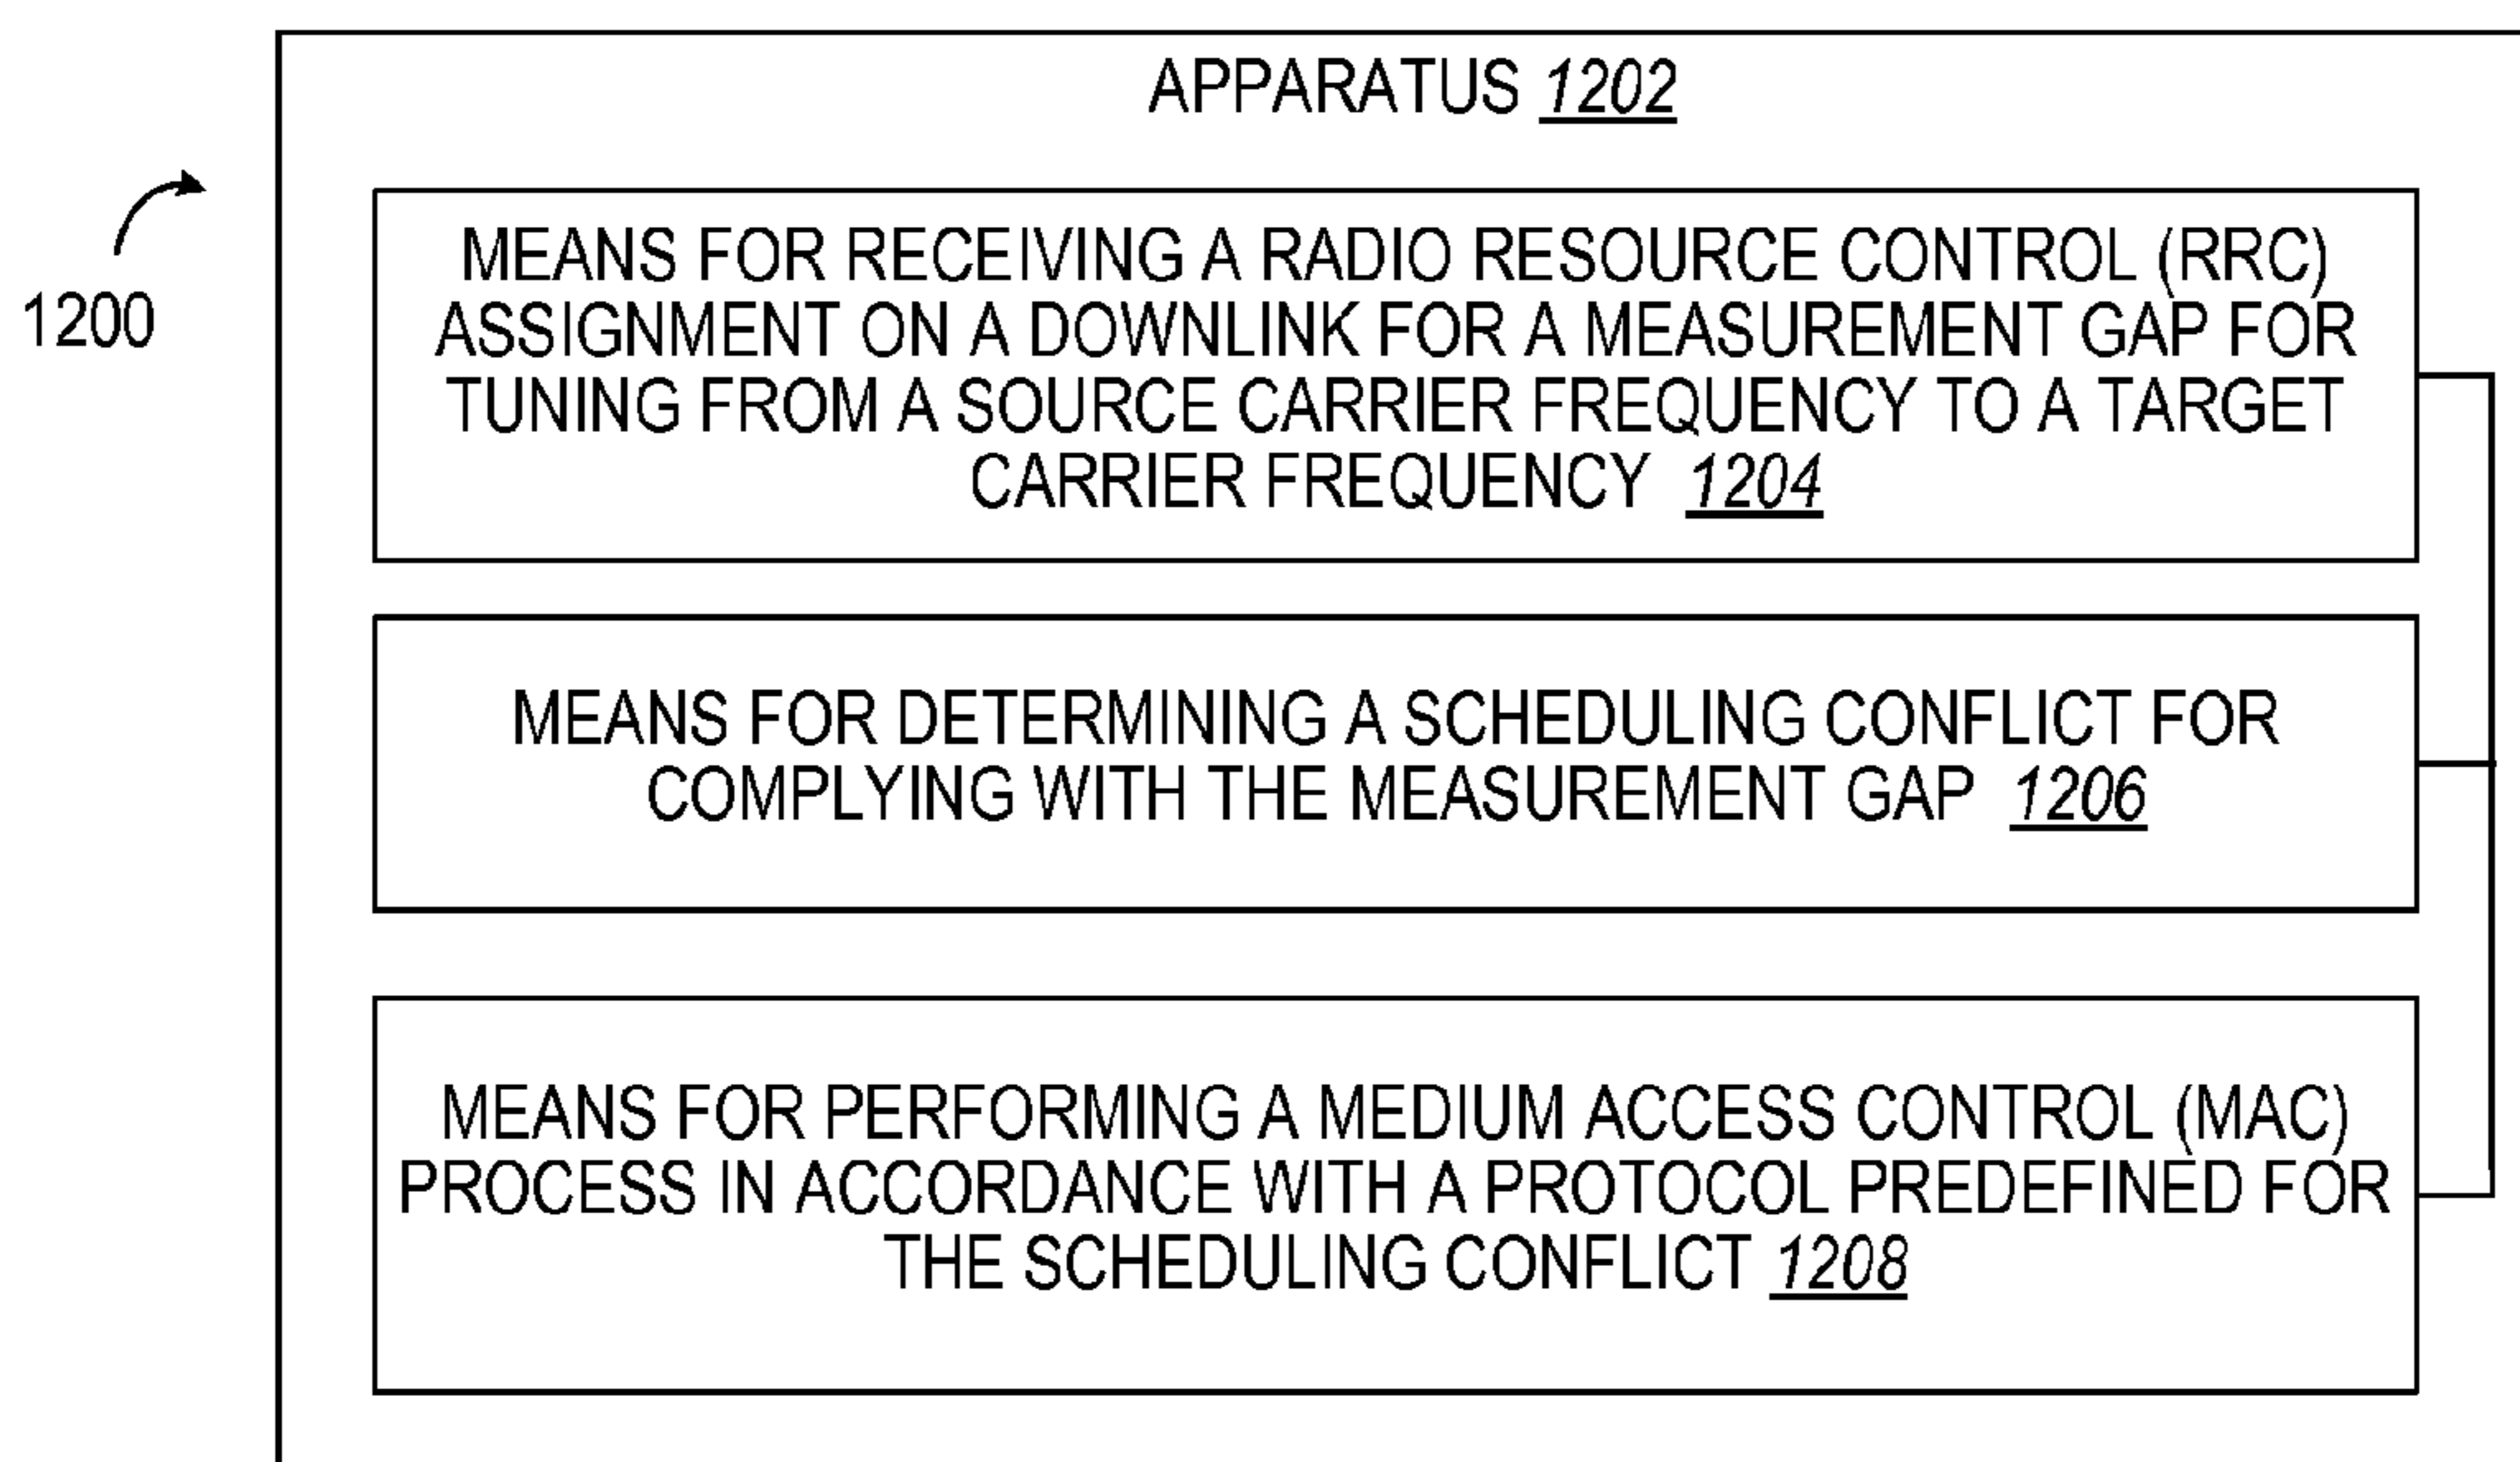 APPARATUS 1202
1200
MEANS FOR RECEIVING A RADIO RESOURCE CONTROL (RRC)
ASSIGNMENT ON A DOWNLINK FOR A MEASUREMENT GAP FOR
TUNING FROM A SOURCE CARRIER FREQUENCY TO A TARGET
CARRIER FREQUENCY 1204
MEANS FOR DETERMINING A SCHEDULING CONFLICT FOR
COMPLYING WITH THE MEASUREMENT GAP 1206
MEANS FOR PERFORMING A MEDIUM ACCESS CONTROL (MAC)
PROCESS IN ACCORDANCE WITH A PROTOCOL PREDEFINED FOR
THE SCHEDULING CONFLICT 1208